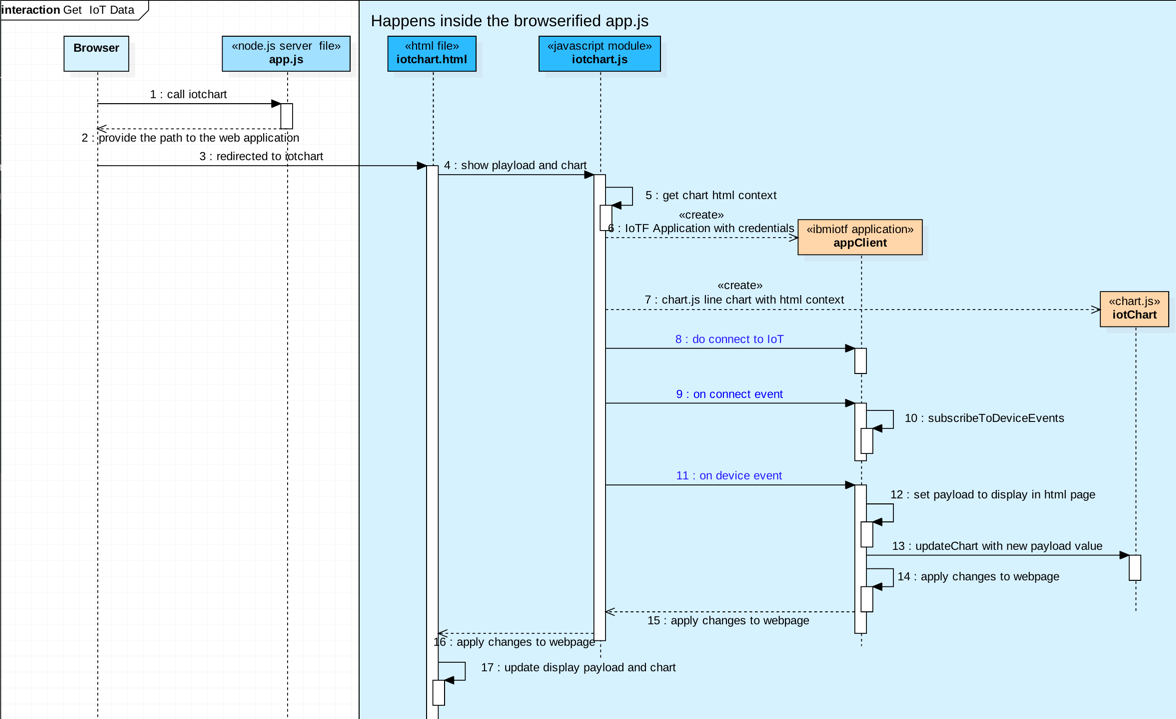 interaction Get IoT Data
Happens inside the browserified app.js
Browser
«node.js server file»
app.js
«html file»
iotchart.html
«javascript module»
iotchart.js
1 : call iotchart
2 : provide the path to the web application
3 : redirected to iotchart
4 : show playload and chart
5 : get chart html context
«create»
6 : IoTF Application with credentials
«ibmiotf application»
appClient
«create»
7 : chart.js line chart with html context
«chart.js»
iotChart
8 : do connect to IoT
9 : on connect event
10 : subscribeToDeviceEvents
11 : on device event
12 : set payload to display in html page
13 : updateChart with new payload value
14 : apply changes to webpage
15 : apply changes to webpage
16 : apply changes to webpage
17 : update display payload and chart